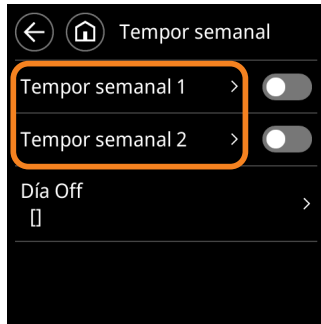 Tempor semanal
Tempor semanal 1
Tempor semanal 2
Día Off
[]